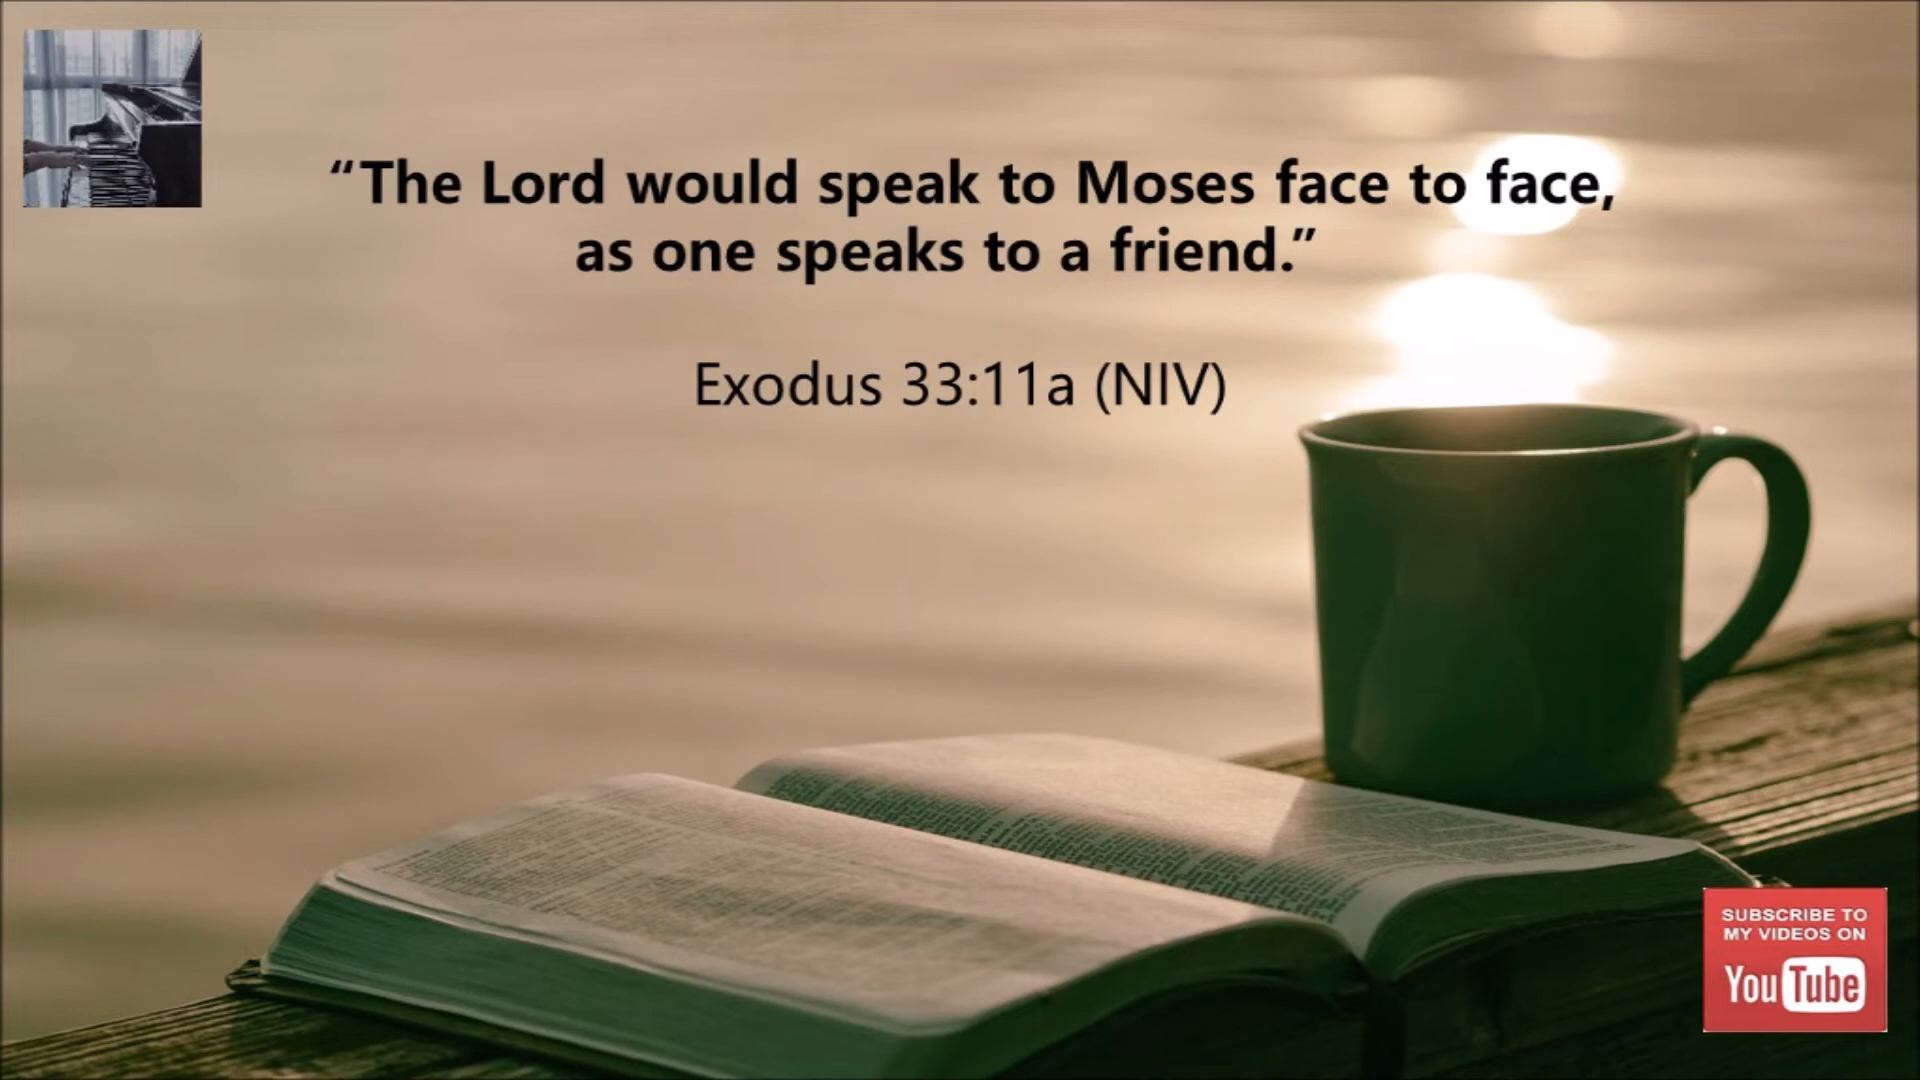 “The Lord would speak to Moses face to face,
as one speaks to a friend.”
Exodus 33:11a (NIV)
SUBSCRIBE TO
MY VIDEOS ON
YouTube